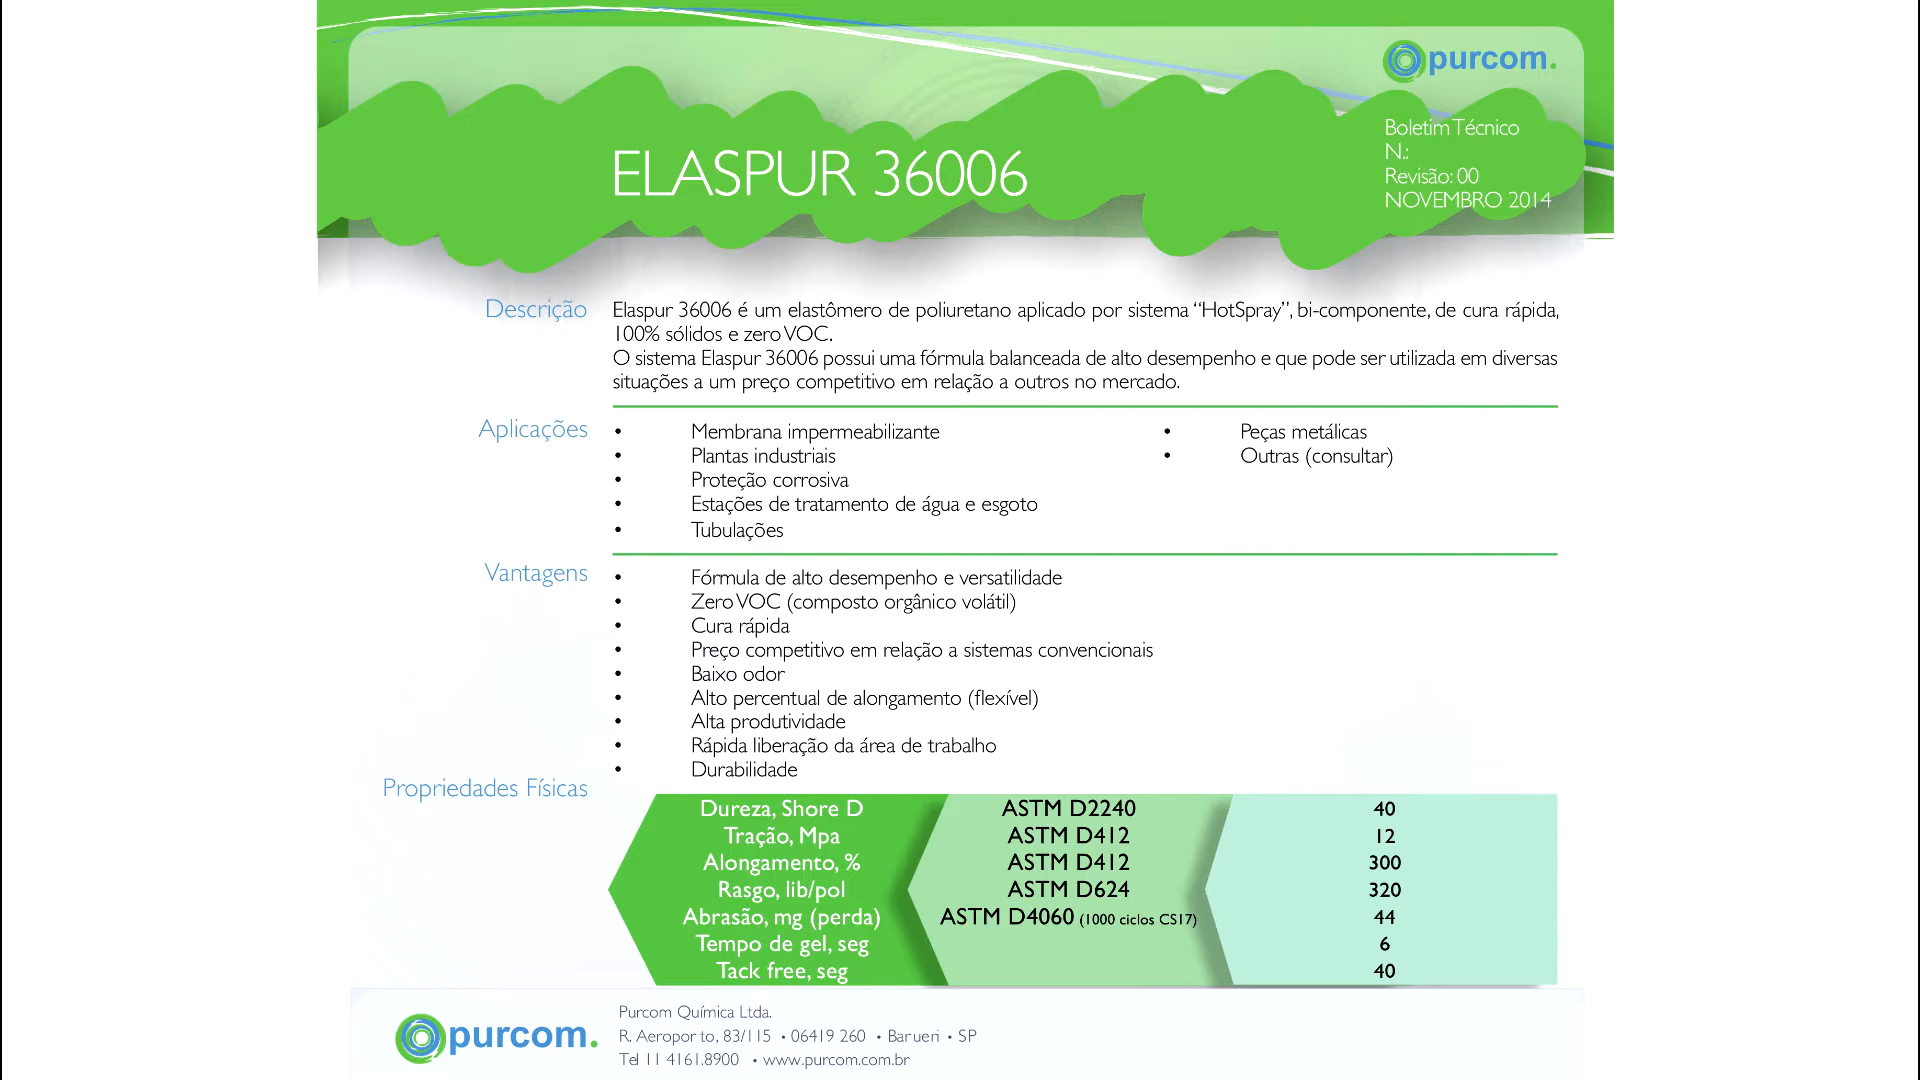 purcom.
Boletim Técnico
N.:
Revisão: 00
NOVEMBRO 2014
ELASPUR 36006
Descrição
Elaspur 36006 é um elastômero de poliuretano aplicado por sistema “HotSpray”, bi-componente, de cura rápida,
100% sólidos e zero VOC.
O sistema Elaspur 36006 possui uma fórmula balanceada de alto desempenho e que pode ser utilizada em diversas
situações a um preço competitivo em relação a outros no mercado.
Aplicações
• Membrana impermeabilizante
• Plantas industriais
• Proteção corrosiva
• Estações de tratamento de água e esgoto
• Tubulações
• Peças metálicas
• Outras (consultar)
Vantagens
• Fórmula de alto desempenho e versatilidade
• Zero VOC (composto orgânico volátil)
• Cura rápida
• Preço competitivo em relação a sistemas convencionais
• Baixo odor
• Alto percentual de alongamento (flexível)
• Alta produtividade
• Rápida liberação da área de trabalho
• Durabilidade
Propriedades Físicas
Dureza, Shore D ASTM D2240 40
Tração, Mpa ASTM D412 12
Alongamento, % ASTM D412 300
Rasgo, lib/pol ASTM D624 320
Abrasão, mg (perda) ASTM D4060 (1000 ciclos CS17) 44
Tempo de gel, seg 6
Tack free, seg 40
purcom.
Purcom Química Ltda.
R. Aeroporto, 83/115 • 06419 260 • Barueri • SP
Tel 11 4161.8900 • www.purcom.com.br